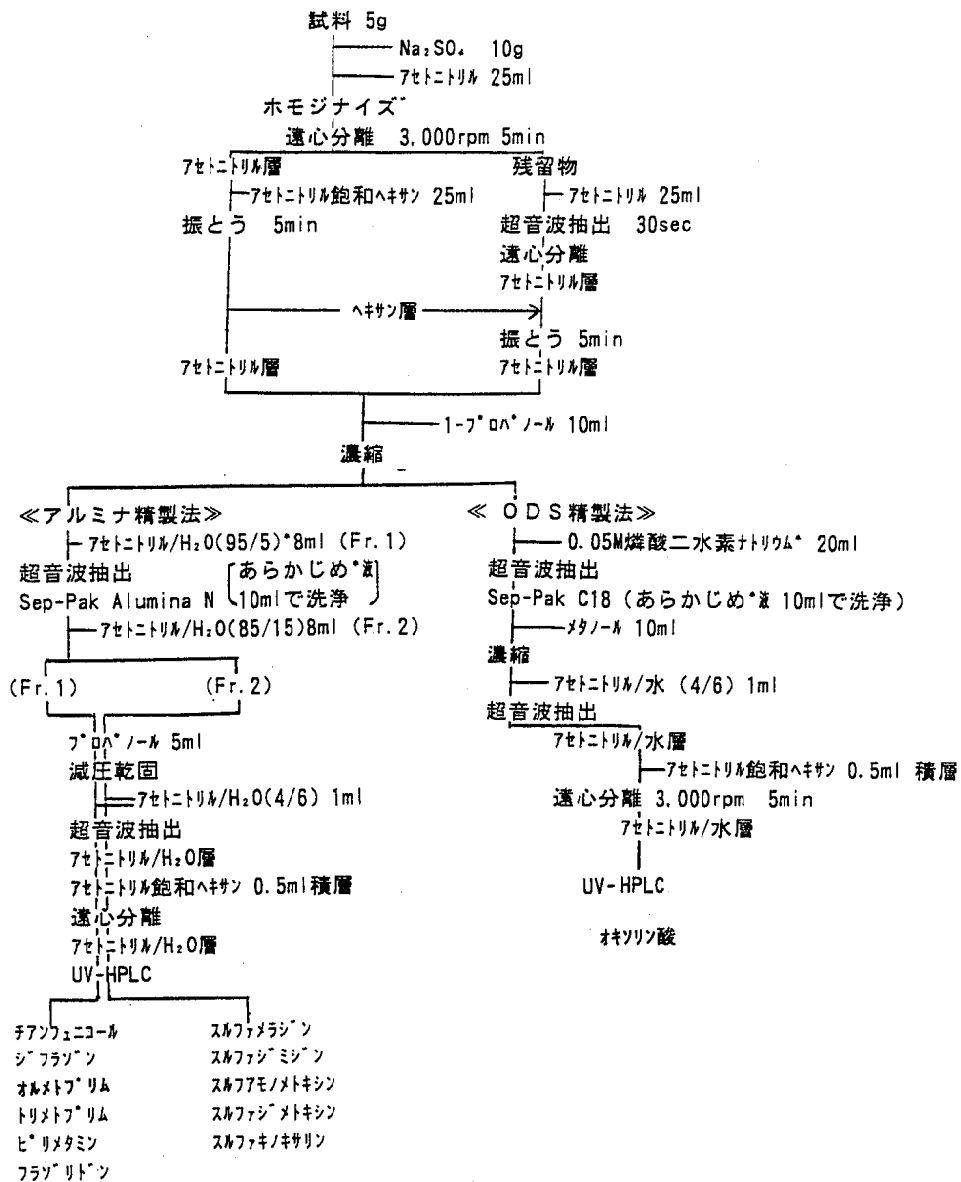 試料 5g
Na₂SO₄ 10g
アセトニトリル 25ml
ホモジナイズ
遠心分離 3,000rpm 5min
アセトニトリル層
残留物
アセトニトリル飽和ヘキサン 25ml
アセトニトリル 25ml
振とう 5min
超音波抽出 30sec
遠心分離
アセトニトリル層
ヘキサン層
振とう 5min
アセトニトリル層
アセトニトリル層
1-プロパノール 10ml
濃縮
≪アルミナ精製法≫
アセトニトリル/H₂O(95/5)*8ml (Fr.1)
超音波抽出
あらかじめ*液
Sep-Pak Alumina N
10mlで洗浄
アセトニトリル/H₂O(85/15)8ml (Fr.2)
(Fr.1)
(Fr.2)
プロパノール 5ml
減圧乾固
アセトニトリル/H₂O(4/6) 1ml
超音波抽出
アセトニトリル/H₂O層
アセトニトリル飽和ヘキサン 0.5ml積層
遠心分離
アセトニトリル/H₂O層
UV-HPLC
チアンフェニコール
ジフラゾン
オルメトプリム
トリメトプリム
ピリメタミン
フラゾリドン
スルファメラジン
スルファジミジン
スルフアモノメトキシン
スルファジメトキシン
スルファキノキサリン
≪ ODS精製法≫
0.05M燐酸二水素ナトリウム* 20ml
超音波抽出
Sep-Pak C18 (あらかじめ*液 10mlで洗浄)
メタノール 10ml
濃縮
アセトニトリル/水 (4/6) 1ml
超音波抽出
アセトニトリル/水層
アセトニトリル飽和ヘキサン 0.5ml 積層
遠心分離 3,000rpm 5min
アセトニトリル/水層
UV-HPLC
オキソリン酸